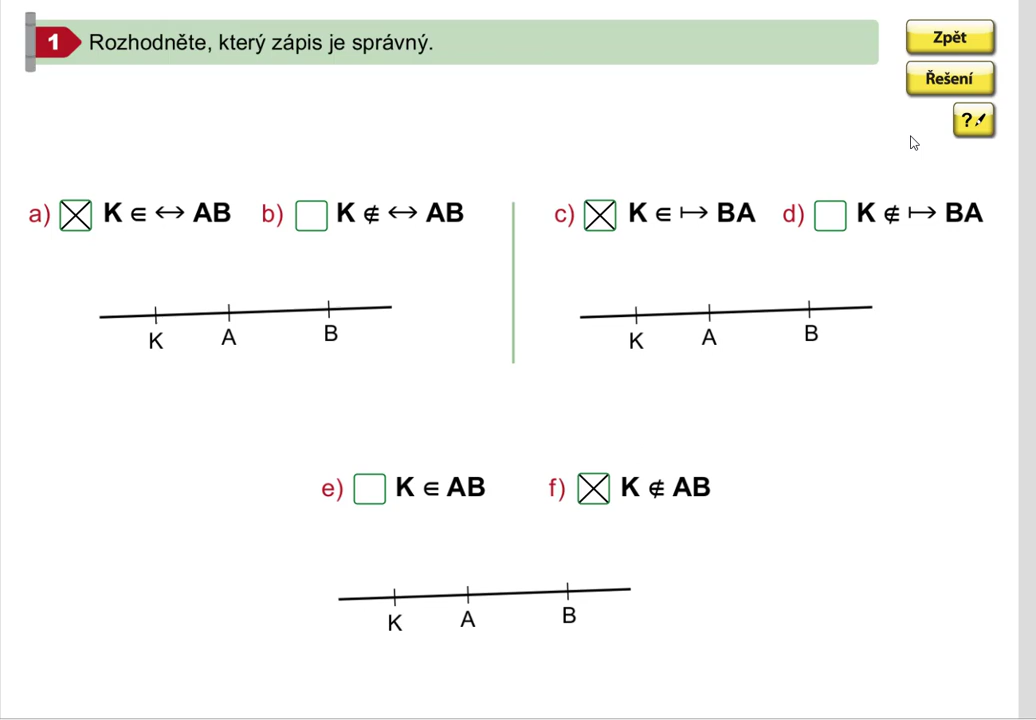 1 Rozhodněte, který zápis je správný.
Zpět
Řešení
?
a) K ∈ ↔ AB b) K ∉ ↔ AB c) K ∈ ↦ BA d) K ∉ ↦ BA
K A B K A B
e) K ∈ AB f) K ∉ AB
K A B